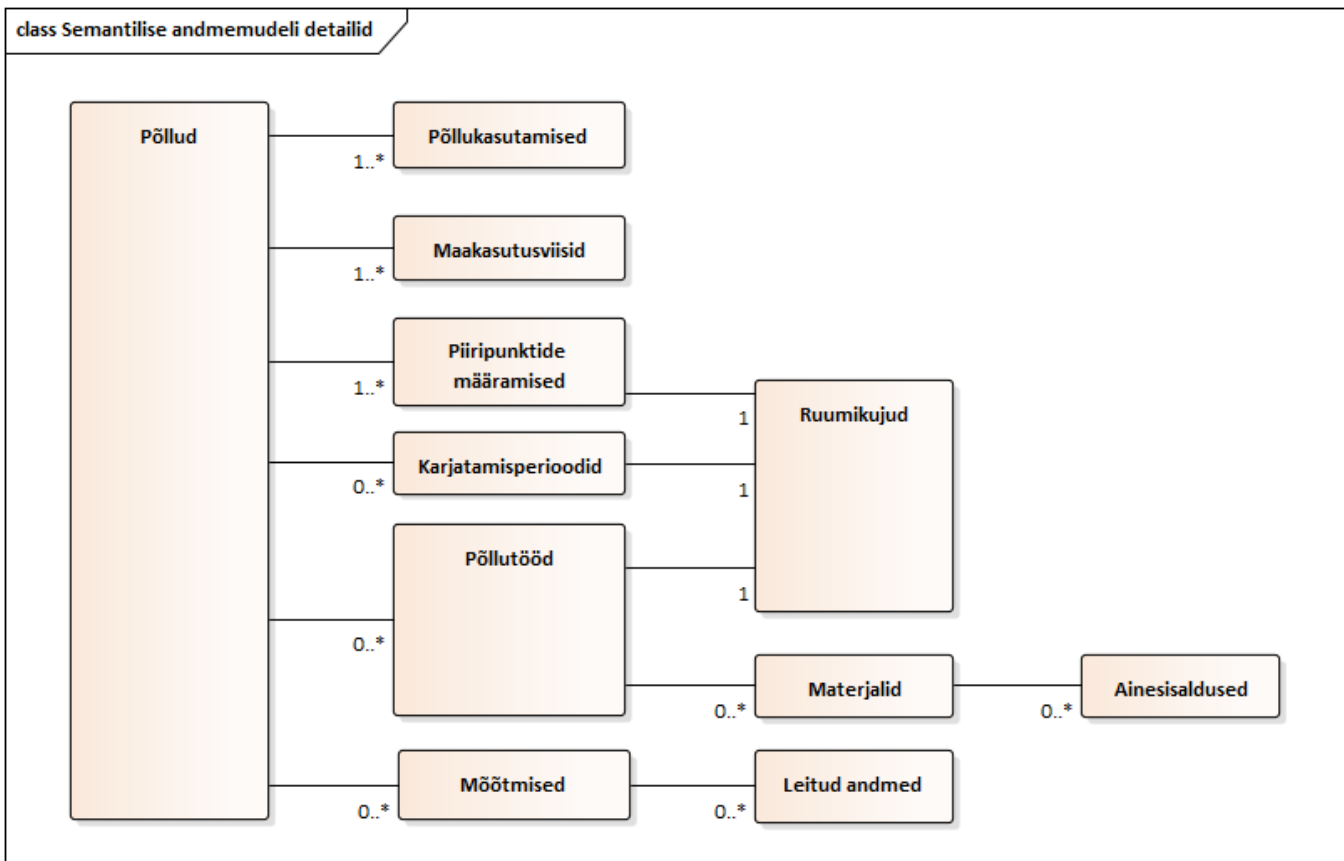 class Semantilise andmemudeli detailid
Põllud
Põllukasutamised
1..*
Maakasutusviisid
1..*
Piiripunktide
määramised
1..*
Ruumikujud
1
Karjatamisperioodid
0..*
1
Põllutööd
1
0..*
Materjalid
0..*
Ainesisaldused
0..*
Mõõtmised
0..*
Leitud andmed
0..*